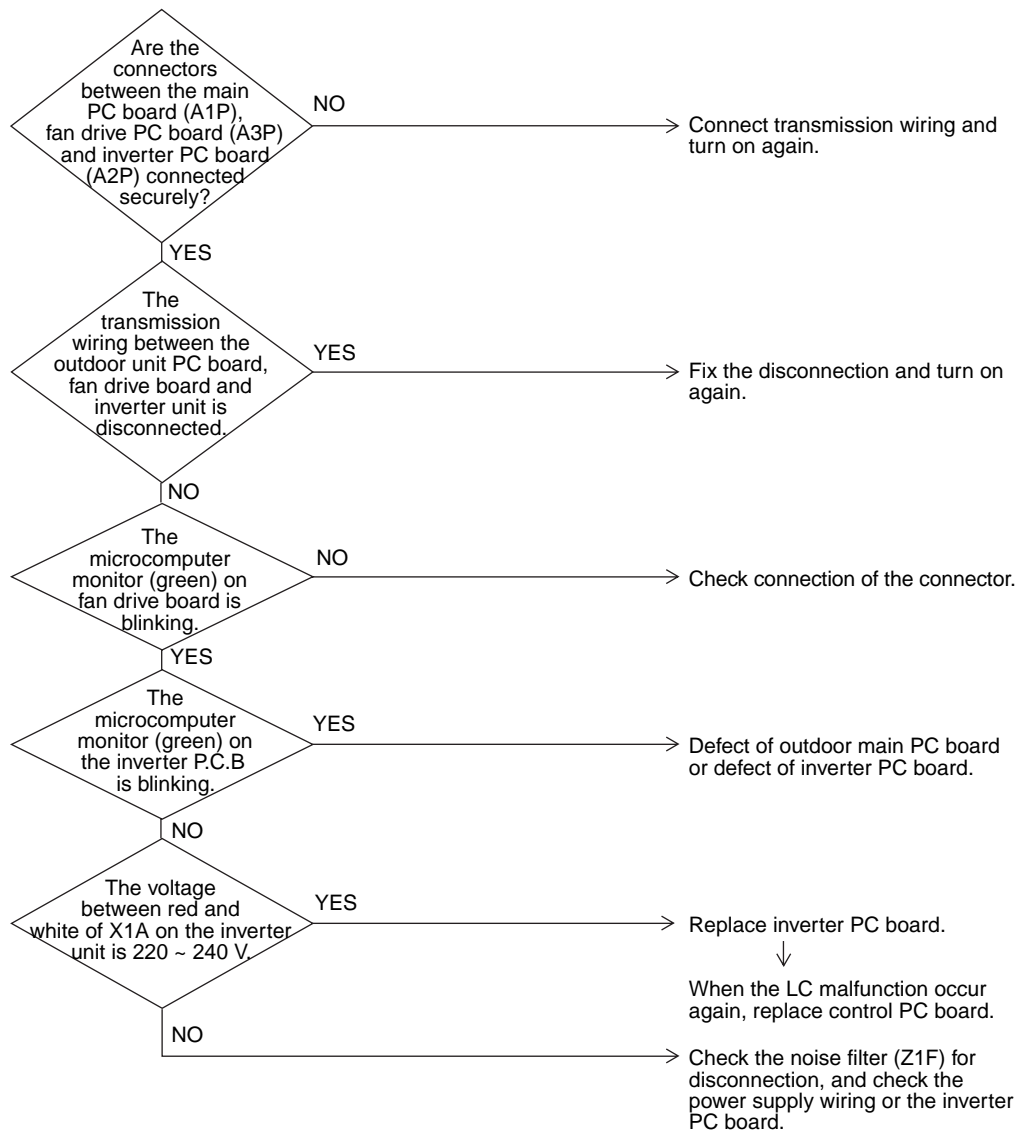 Are the
connectors
between the main
PC board (A1P),
fan drive PC board (A3P)
and inverter PC board
(A2P) connected
securely?
NO
Connect transmission wiring and
turn on again.
YES
The
transmission
wiring between the
outdoor unit PC board,
fan drive board and
inverter unit is
disconnected.
YES
Fix the disconnection and turn on
again.
NO
The
microcomputer
monitor (green) on
fan drive board is
blinking.
NO
Check connection of the connector.
YES
The
microcomputer
monitor (green) on
the inverter P.C.B
is blinking.
YES
Defect of outdoor main PC board
or defect of inverter PC board.
NO
The voltage
between red and
white of X1A on the inverter
unit is 220 ~ 240 V.
YES
Replace inverter PC board.
When the LC malfunction occur
again, replace control PC board.
NO
Check the noise filter (Z1F) for
disconnection, and check the
power supply wiring or the inverter
PC board.